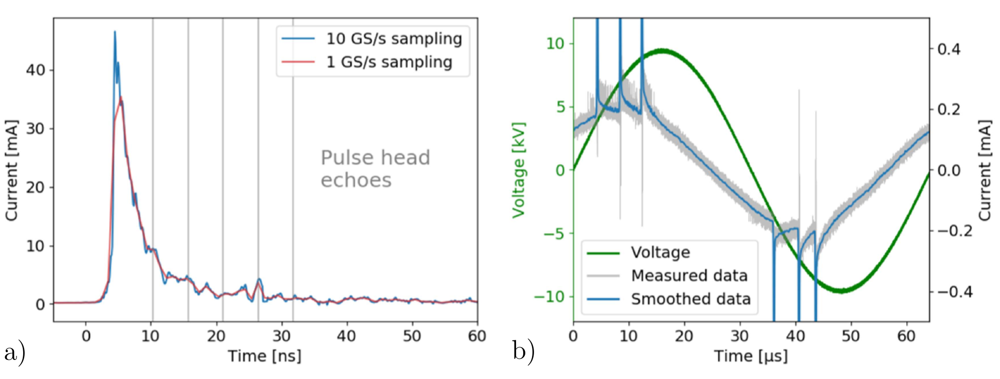 10 GS/s sampling
1 GS/s sampling
Pulse head
echoes
Current [mA]
40
30
20
10
0
0 10 20 30 40 50 60
Time [ns]
a)
Voltage [kV]
10
5
0
−5
−10
0.4
0.2
0.0
−0.2
−0.4
Current [mA]
Voltage
Measured data
Smoothed data
0 10 20 30 40 50 60
Time [µs]
b)